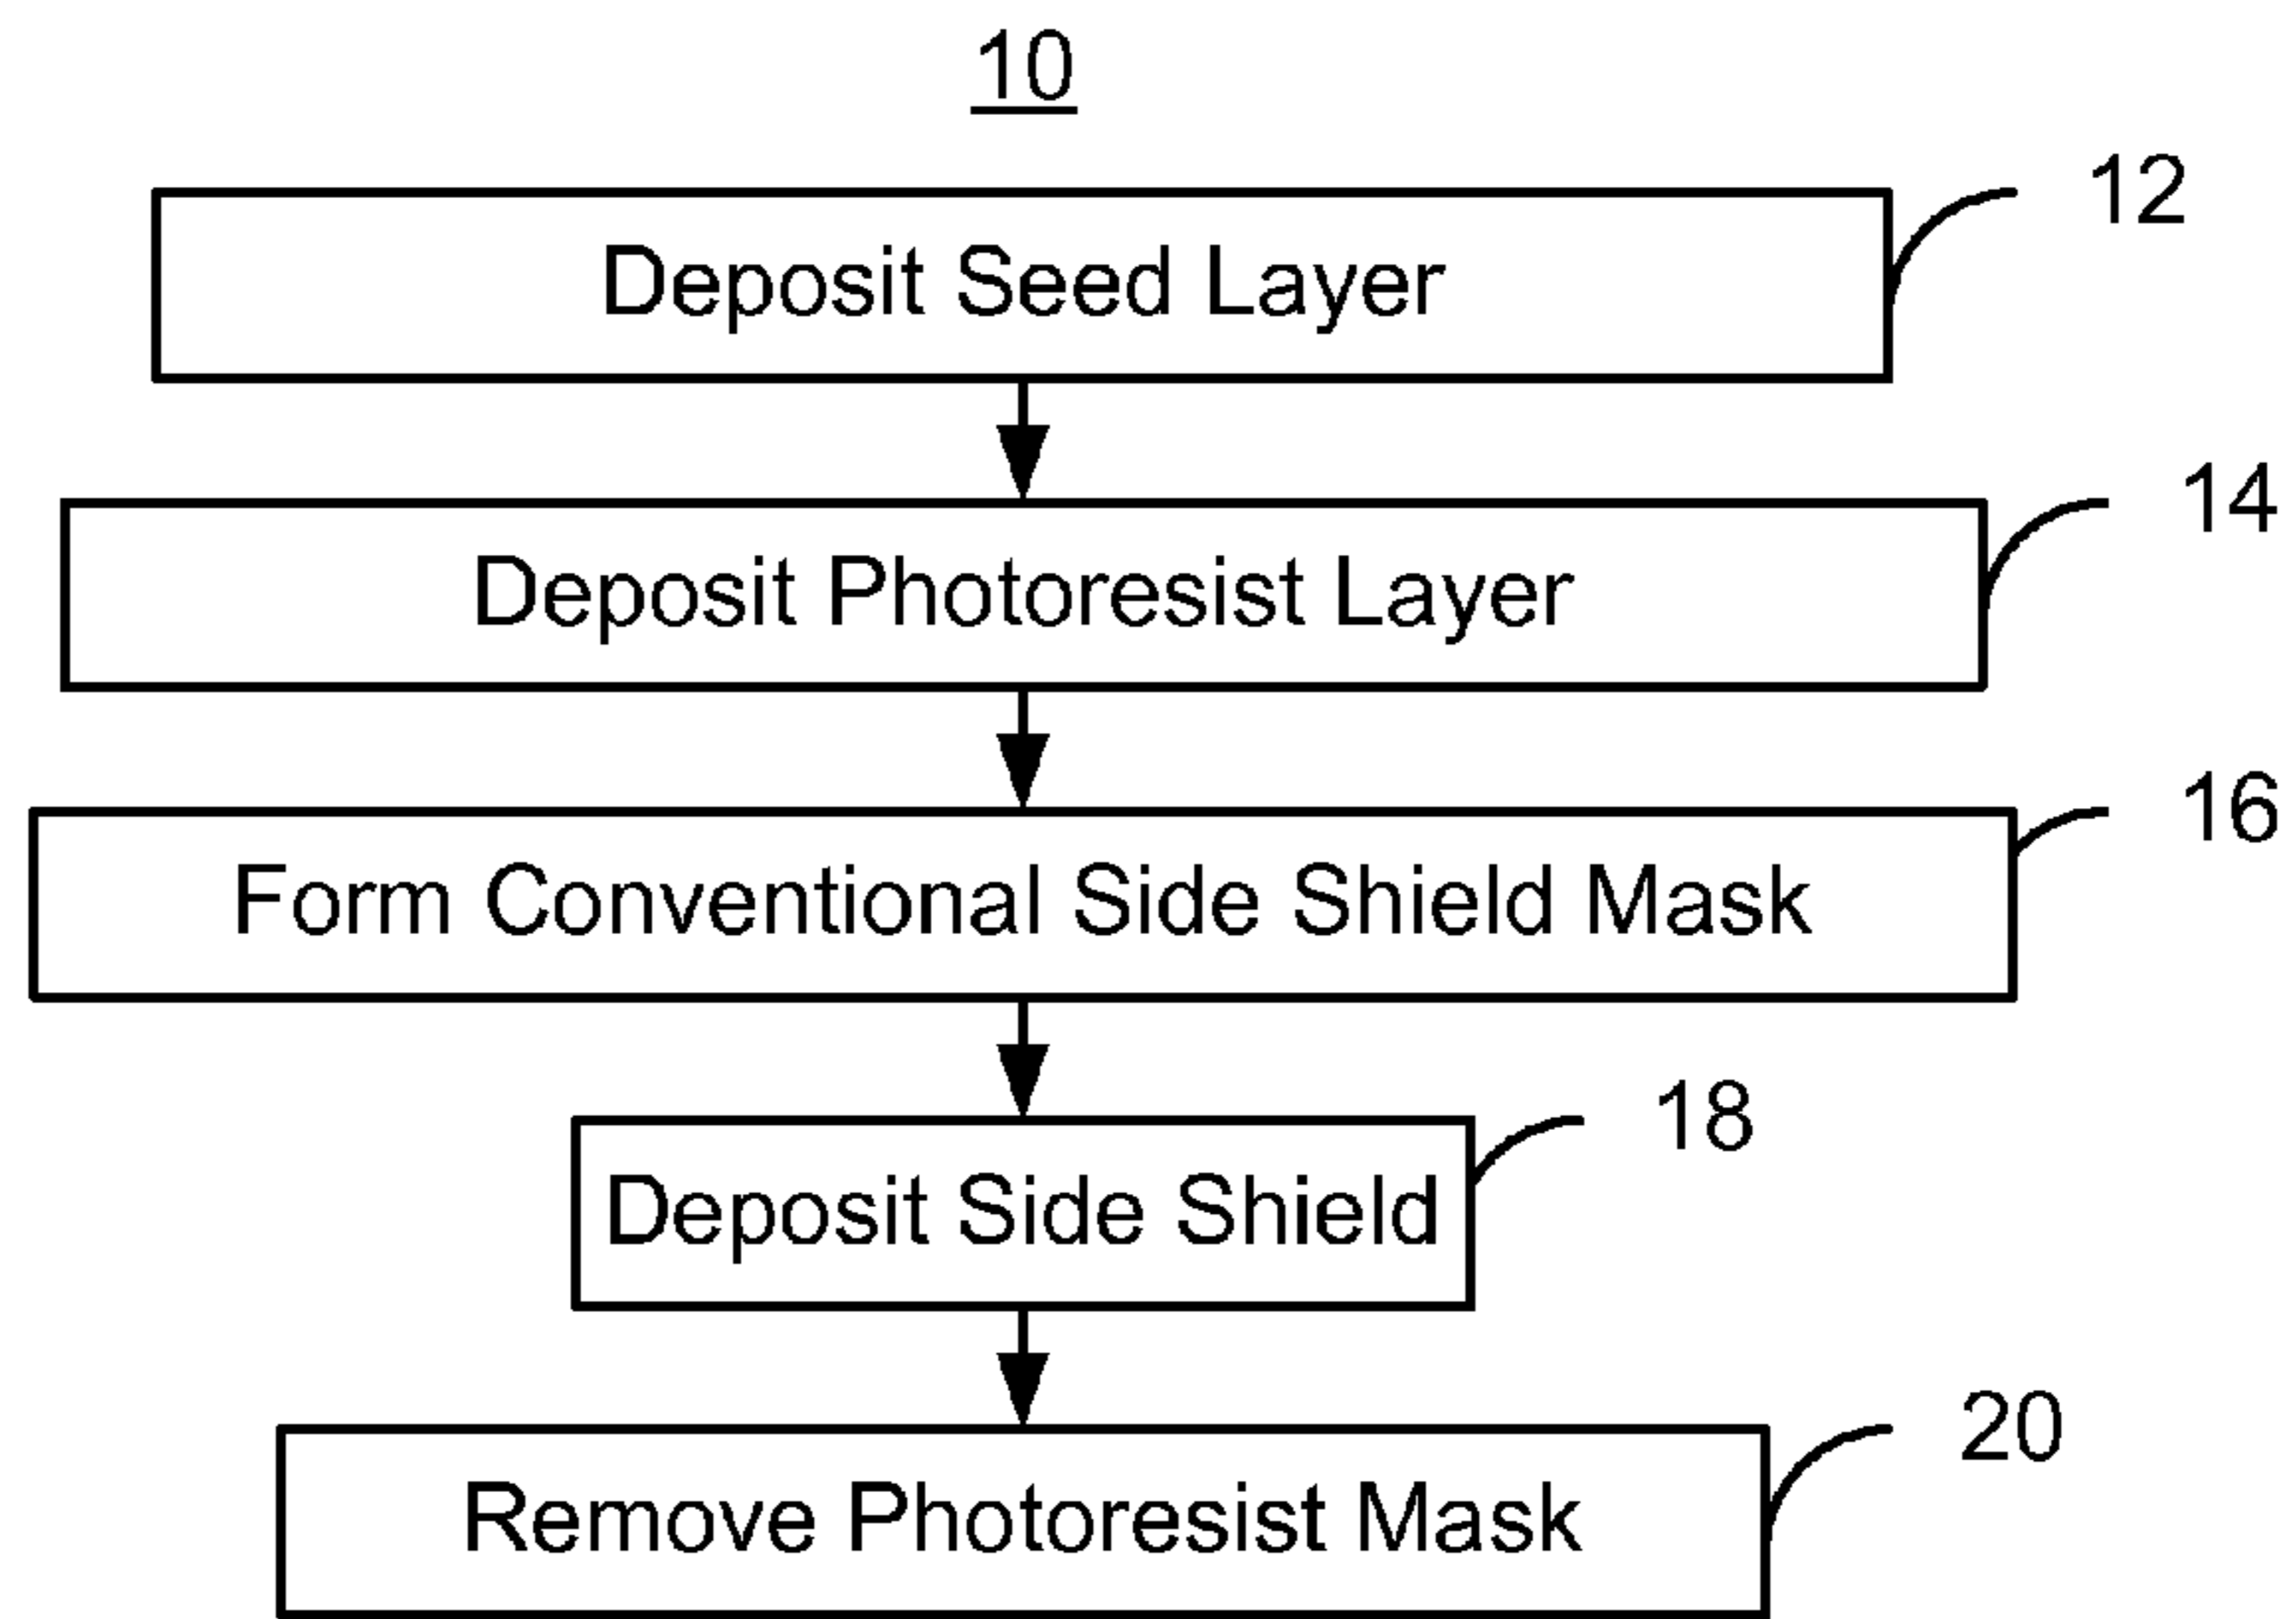 10
Deposit Seed Layer
12
Deposit Photoresist Layer
14
Form Conventional Side Shield Mask
16
Deposit Side Shield
18
Remove Photoresist Mask
20